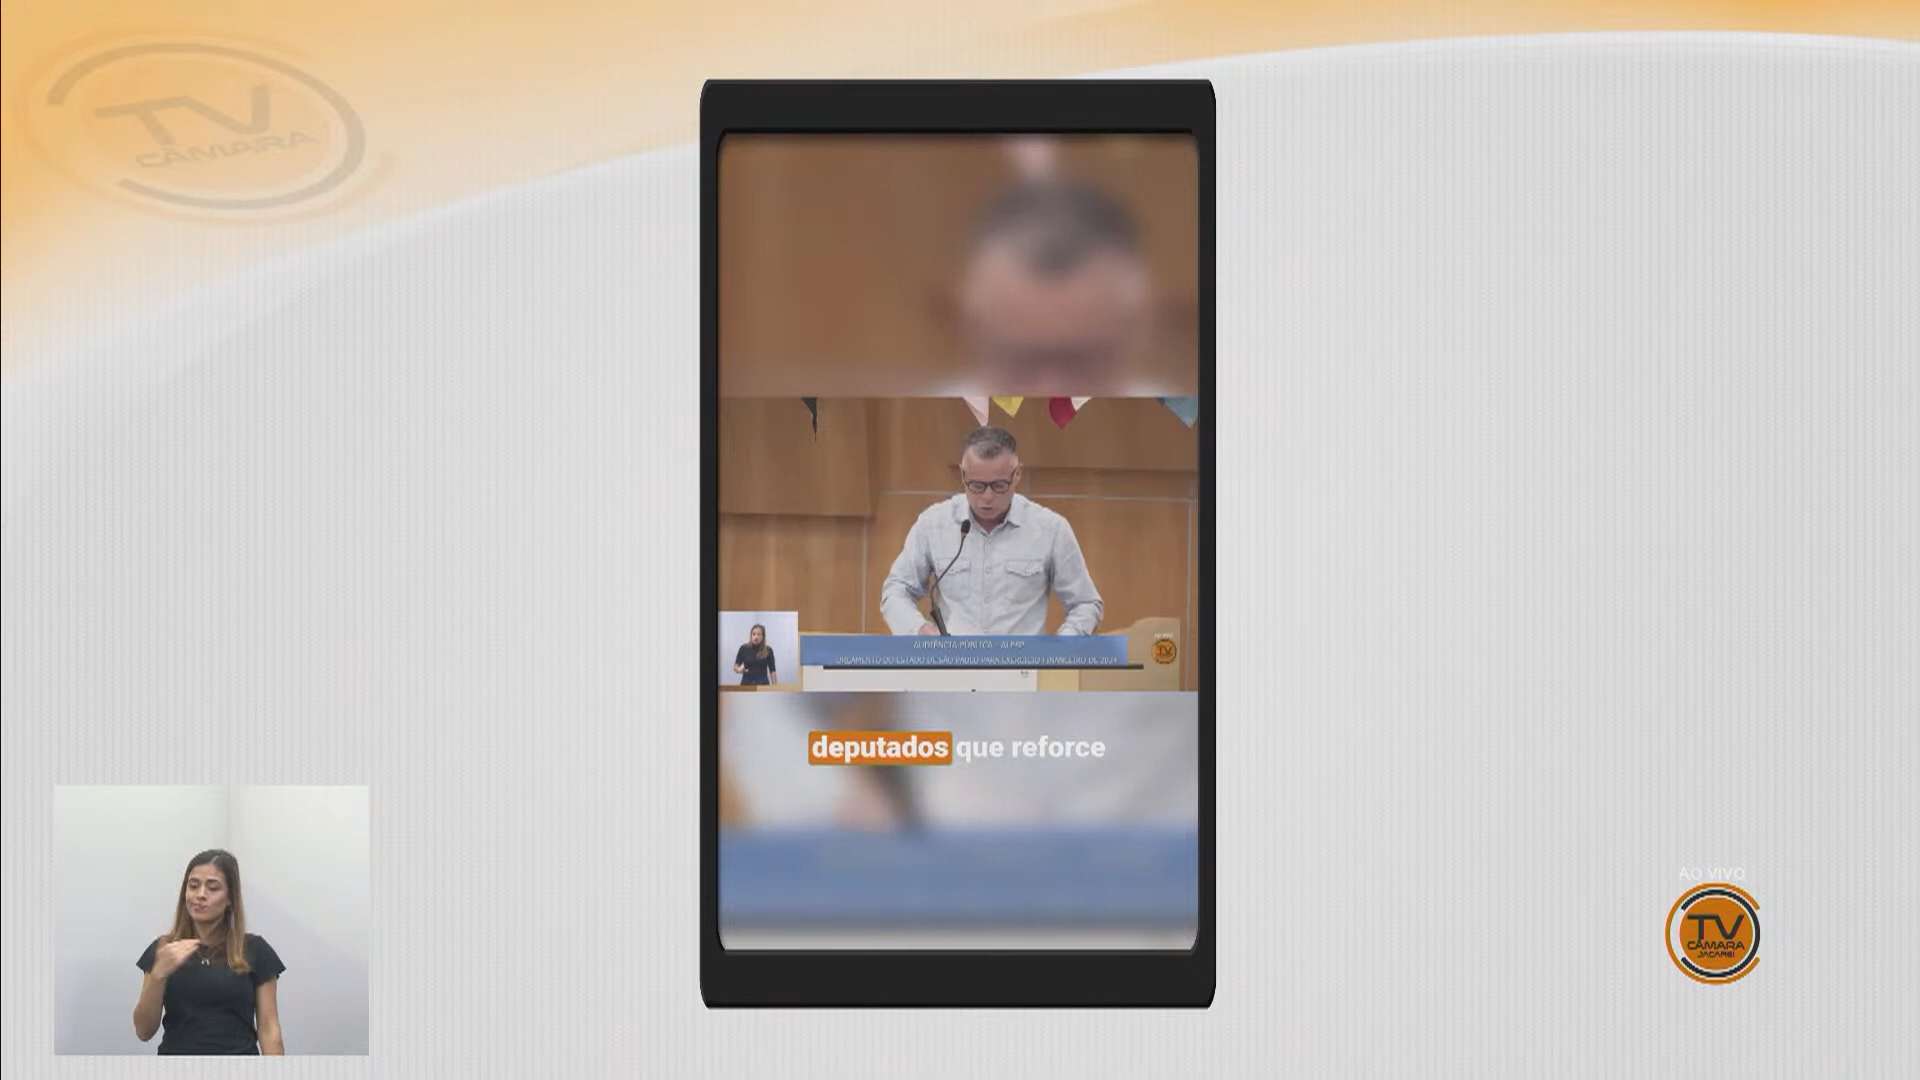 TV
CÂMARA
AUDIÊNCIA PÚBLICA - ALESP
ORÇAMENTO DO ESTADO DE SÃO PAULO PARA EXERCÍCIO FINANCEIRO DE 2024
TV
deputados que reforce
AO VIVO
TV
CÂMARA
JACAREÍ